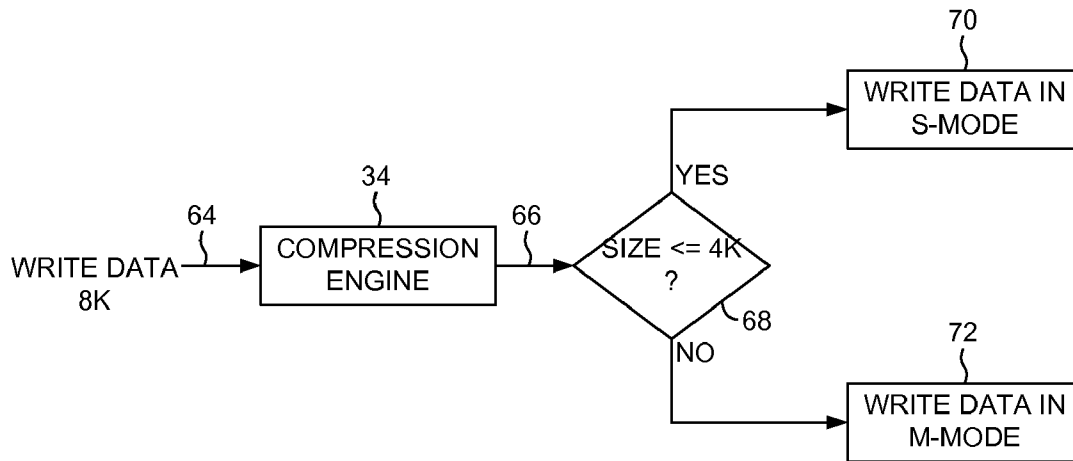 70
WRITE DATA IN
S-MODE
YES
34
64
66
COMPRESSION
ENGINE
WRITE DATA
8K
SIZE <= 4K
?
68
NO
72
WRITE DATA IN
M-MODE